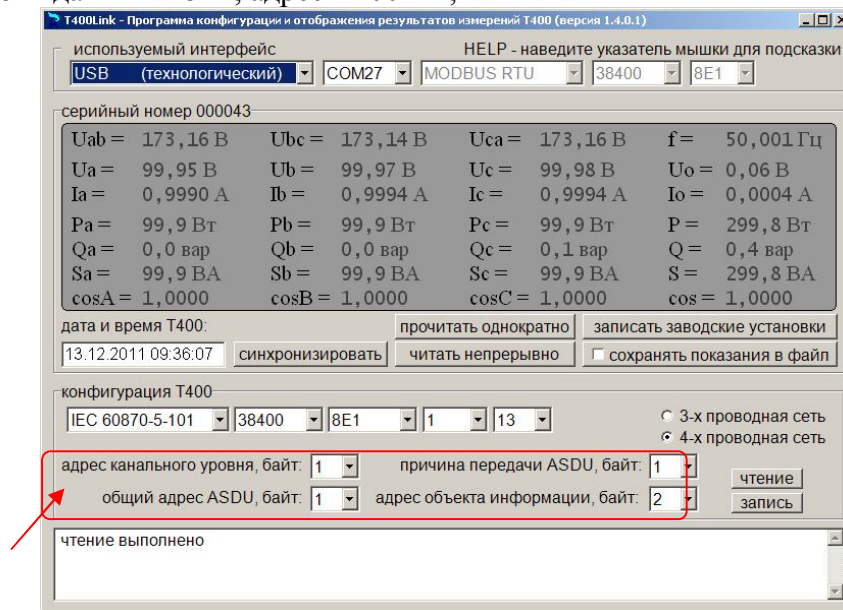 T400Link - Программа конфигурации и отображения результатов измерений T400 (версия 1.4.0.1)
используемый интерфейс HELP - наведите указатель мышки для подсказки
USB (технологический) COM27 MODBUS RTU 38400 8E1
серийный номер 000043
Uab = 173,16 В Ubc = 173,14 В Uca = 173,16 В f = 50,001 Гц
Ua = 99,95 В Ub = 99,97 В Uc = 99,98 В Uo = 0,06 В
Ia = 0,9990 А Ib = 0,9994 А Ic = 0,9994 А Io = 0,0004 А
Pa = 99,9 Вт Pb = 99,9 Вт Pc = 99,9 Вт P = 299,8 Вт
Qa = 0,0 вар Qb = 0,0 вар Qc = 0,1 вар Q = 0,4 вар
Sa = 99,9 ВА Sb = 99,9 ВА Sc = 99,9 ВА S = 299,8 ВА
cosA = 1,0000 cosB = 1,0000 cosC = 1,0000 cos = 1,0000
дата и время T400: прочитать однократно записать заводские установки
13.12.2011 09:36:07 синхронизировать читать непрерывно сохранять показания в файл
конфигурация T400
IEC 60870-5-101 38400 8E1 1 13 3-х проводная сеть
4-х проводная сеть
адрес канального уровня, байт: 1 причина передачи ASDU, байт: 1 чтение
общий адрес ASDU, байт: 1 адрес объекта информации, байт: 2 запись
чтение выполнено